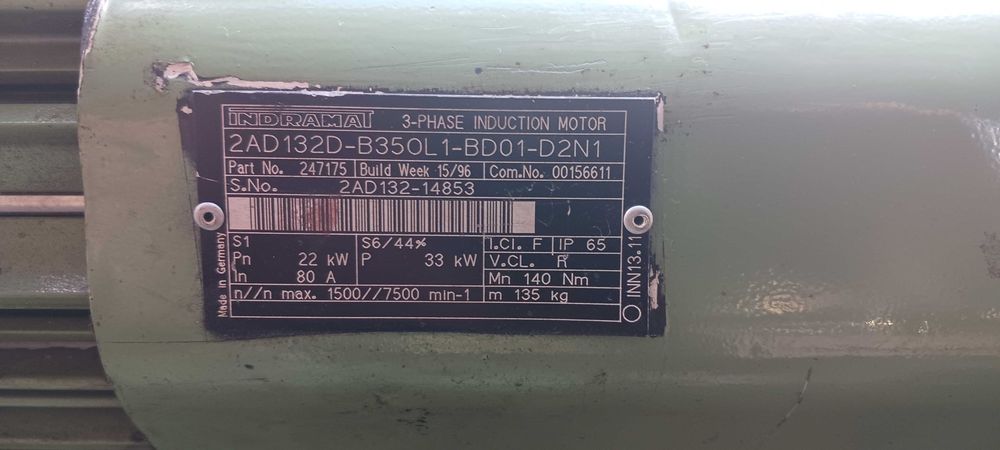 INDRAMAT 3-PHASE INDUCTION MOTOR
2AD132D-B350L1-BD01-D2N1
Part No. 247175 Build Week 15/96 Com.No. 00156611
S.No. 2AD132-14853
S1 S6/44% I.Cl. F IP 65
Pn 22 kW P 33 kW V.CL. R
In 80 A Mn 140 Nm
n//n max. 1500//7500 min-1 m 135 kg
Made in Germany
INN13.11